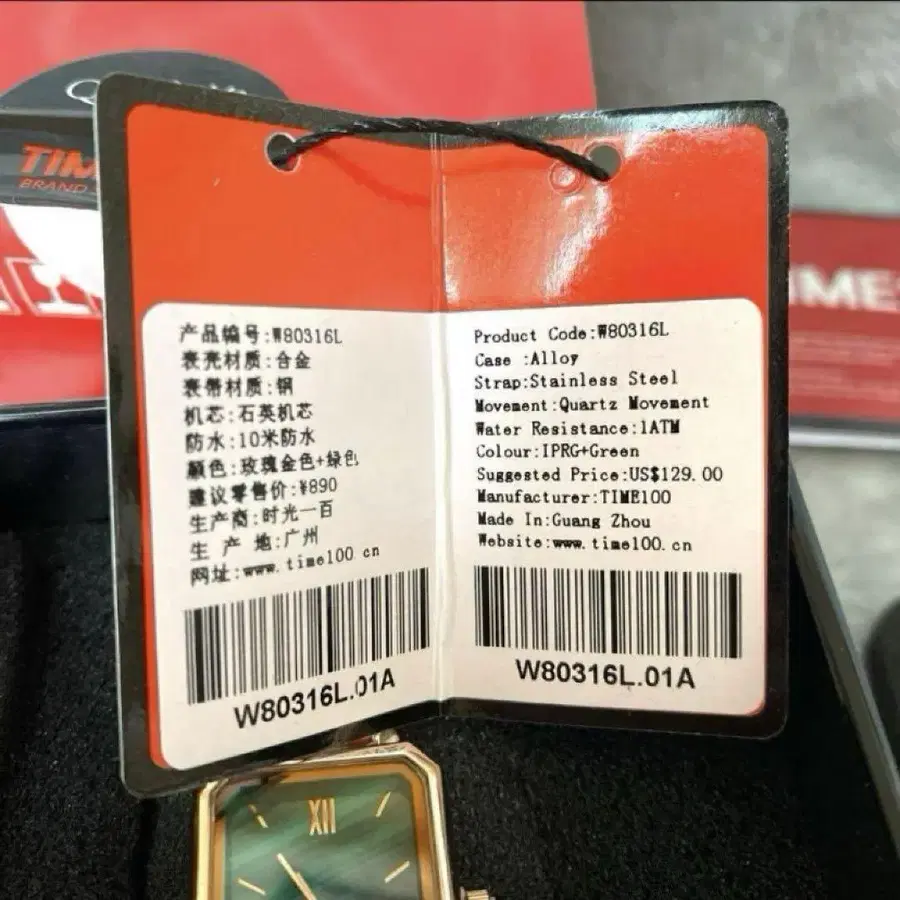 TIM
BRAND
TIME
产品编号:W80316L
表壳材质:合金
表带材质:钢
机芯:石英机芯
防水:10米防水
颜色:玫瑰金色+绿色
建议零售价:¥890
生产商:时光一百
生 产 地:广州
网址:www.time100.cn
W80316L.01A
Product Code:W80316L
Case :Alloy
Strap:Stainless Steel
Movement:Quartz Movement
Water Resistance:1ATM
Colour:IPRG+Green
Suggested Price:US$129.00
Manufacturer:TIME100
Made In:Guang Zhou
Website:www.time100.cn
W80316L.01A
XII